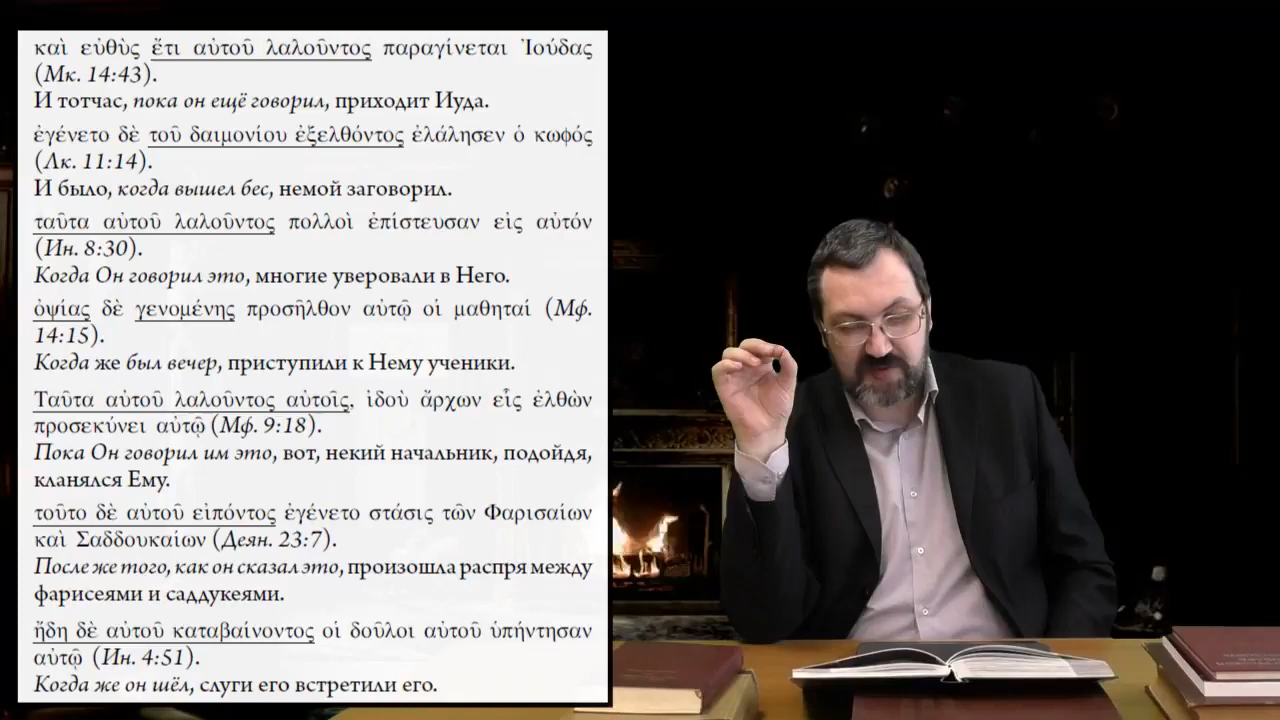 καὶ εὐθὺς ἔτι αὐτοῦ λαλοῦντος παραγίνεται Ἰούδας
(Мк. 14:43).
И тотчас, пока он ещё говорил, приходит Иуда.
ἐγένετο δὲ τοῦ δαιμονίου ἐξελθόντος ἐλάλησεν ὁ κωφός
(Лк. 11:14).
И было, когда вышел бес, немой заговорил.
ταῦτα αὐτοῦ λαλοῦντος πολλοὶ ἐπίστευσαν εἰς αὐτόν
(Ин. 8:30).
Когда Он говорил это, многие уверовали в Него.
ὀψίας δὲ γενομένης προσῆλθον αὐτῷ οἱ μαθηταί (Мф.
14:15).
Когда же был вечер, приступили к Нему ученики.
Ταῦτα αὐτοῦ λαλοῦντος αὐτοῖς, ἰδοὺ ἄρχων εἷς ἐλθὼν
προσεκύνει αὐτῷ (Мф. 9:18).
Пока Он говорил им это, вот, некий начальник, подойдя,
кланялся Ему.
τοῦτο δὲ αὐτοῦ εἰπόντος ἐγένετο στάσις τῶν Φαρισαίων
καὶ Σαδδουκαίων (Деян. 23:7).
После же того, как он сказал это, произошла распря между
фарисеями и саддукеями.
ἤδη δὲ αὐτοῦ καταβαίνοντος οἱ δοῦλοι αὐτοῦ ὑπήντησαν
αὐτῷ (Ин. 4:51).
Когда же он шёл, слуги его встретили его.